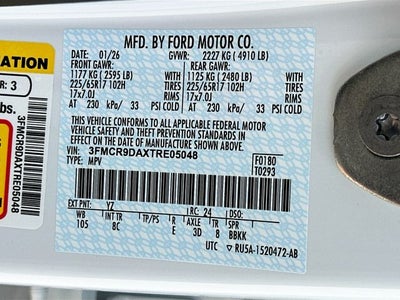 MFD. BY FORD MOTOR CO.
DATE: 01/26 GVWR: 2227 KG ( 4910 LB)
FRONT GAWR: REAR GAWR:
1177 KG ( 2595 LB) WITH 1125 KG ( 2480 LB) WITH
225/65R17 102H TIRES 225/65R17 102H TIRES
17x7.0J RIMS 17x7.0J RIMS
AT 230 kPa/ 33 PSI COLD AT 230 kPa/ 33 PSI COLD
THIS VEHICLE CONFORMS TO ALL APPLICABLE FEDERAL MOTOR
VEHICLE SAFETY AND THEFT PREVENTION STANDARDS IN
EFFECT ON THE DATE OF MANUFACTURE SHOWN ABOVE.
VIN: 3FMCR9DAXTRE05048
TYPE: MPV
F0180
T0293
EXT PNT: YZ RC: 24 DSO:
WB INT TR TP/PS R AXLE TR SPR
105 8C E 3D 8 BBKK
UTC ▽ RU5A-1520472-AB
ATION
R: 3
bs.
3FMCR9DAXTRE05048